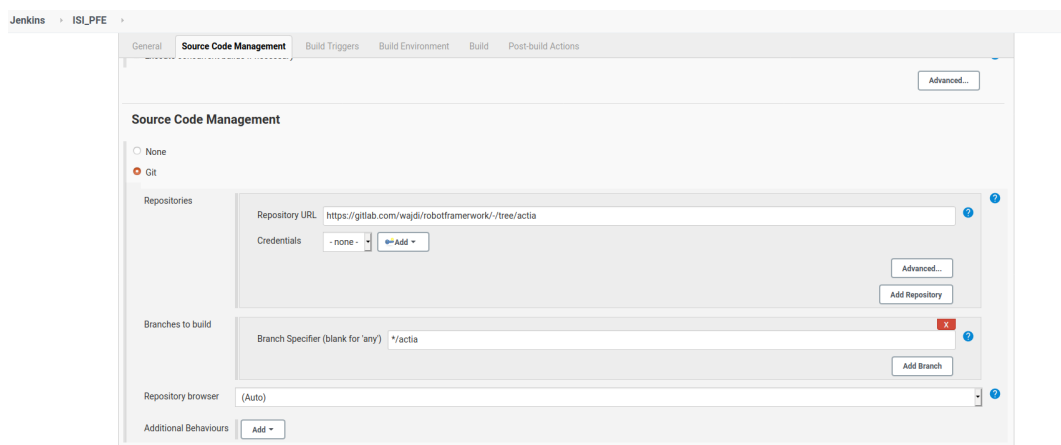 Jenkins › ISI_PFE ›
General Source Code Management Build Triggers Build Environment Build Post-build Actions
Advanced...
Source Code Management
None
Git
Repositories
Repository URL https://gitlab.com/wajdi/robotframerwork/-/tree/actia
Credentials - none - Add
Advanced...
Add Repository
Branches to build
X
Branch Specifier (blank for 'any') */actia
Add Branch
Repository browser (Auto)
Additional Behaviours Add